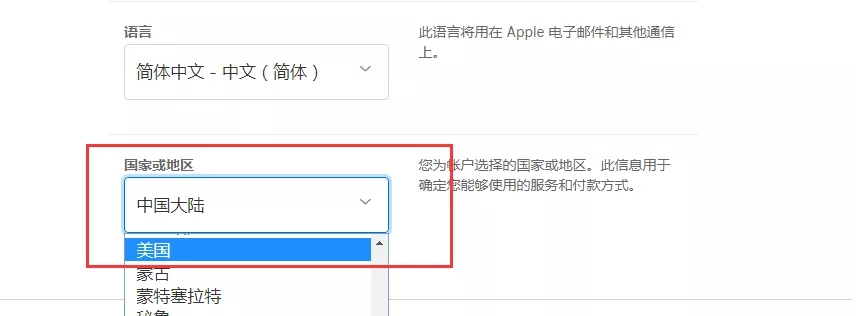 语言
此语言将用在 Apple 电子邮件和其他通信
上。
简体中文 - 中文（简体）
国家或地区
您为帐户选择的国家或地区。此信息用于
确定您能够使用的服务和付款方式。
中国大陆
美国
蒙古
蒙特塞拉特
秘鲁